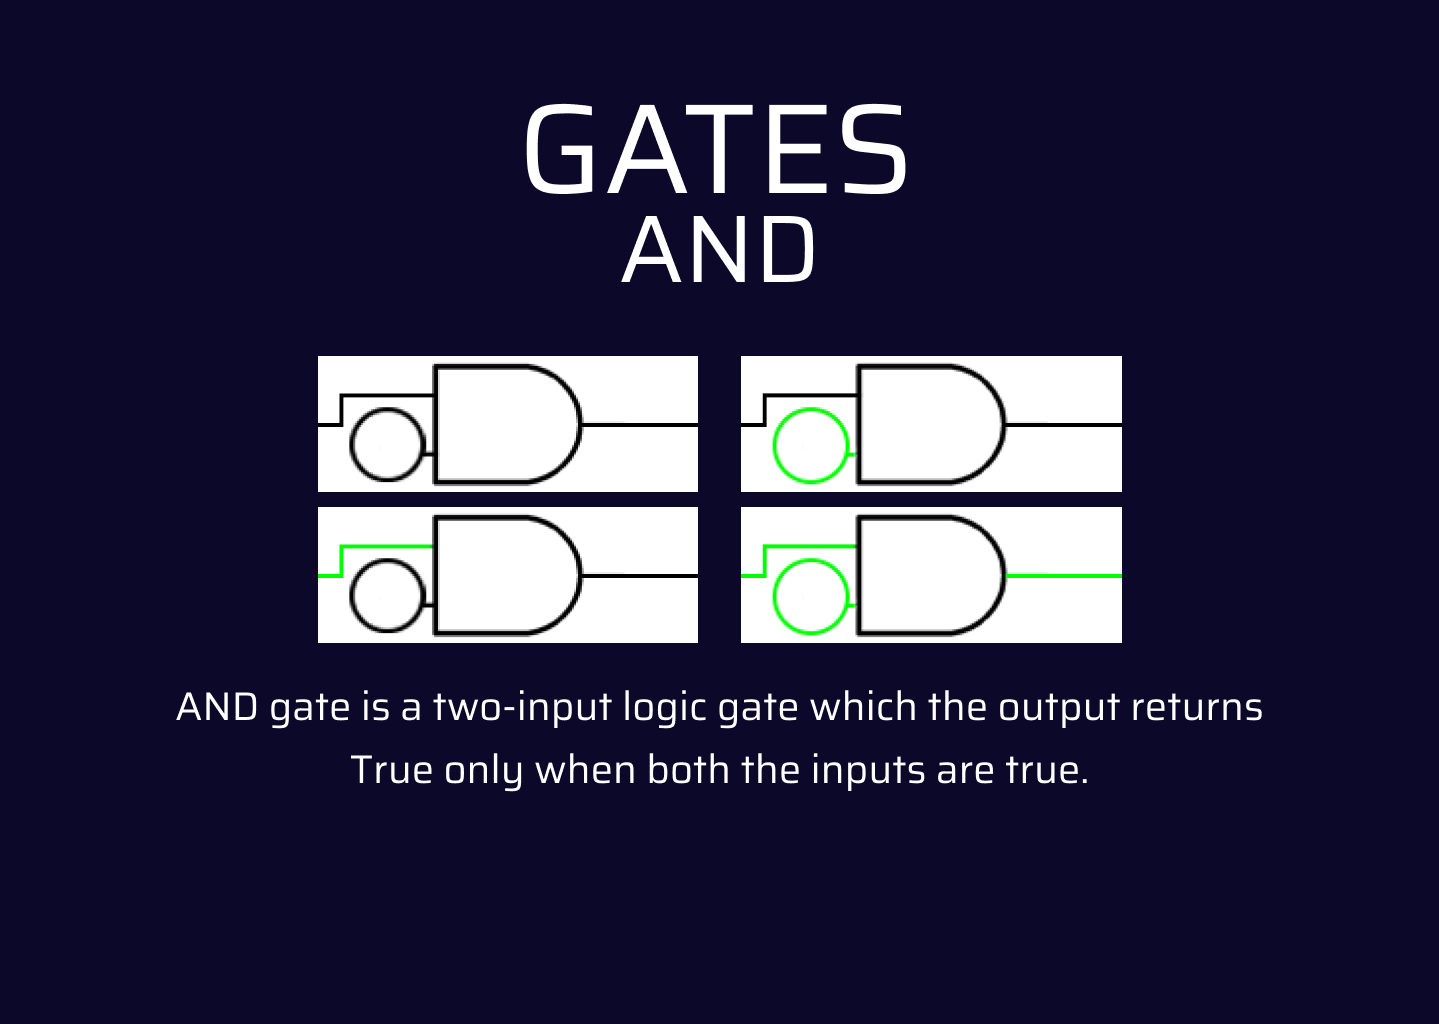 GATES
AND
AND gate is a two-input logic gate which the output returns
True only when both the inputs are true.